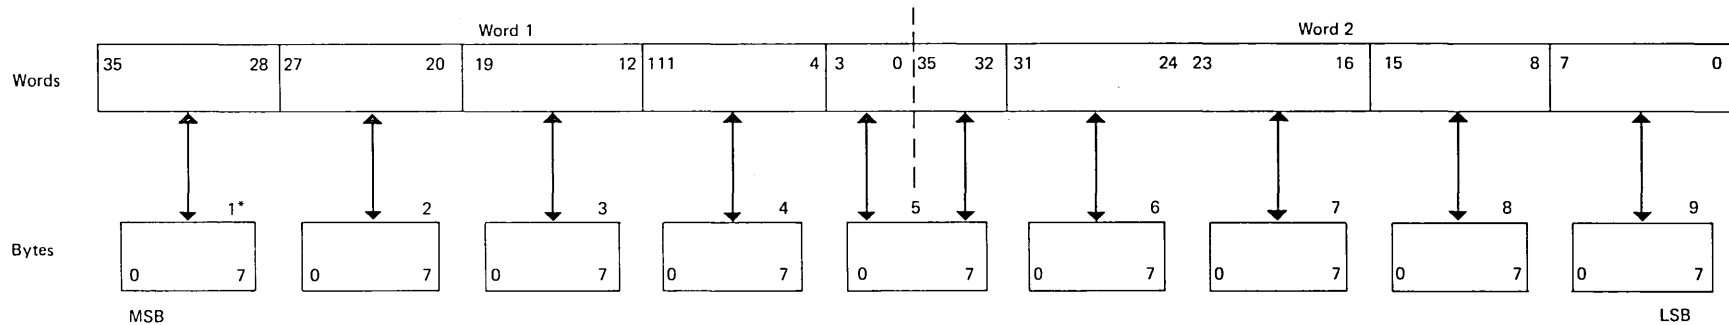 Word 1 Word 2
Words 35 28 27 20 19 12 111 4 3 0 35 32 31 24 23 16 15 8 7 0
1* 2 3 4 5 6 7 8 9
Bytes 0 7 0 7 0 7 0 7 0 7 0 7 0 7 0 7 0 7
MSB LSB